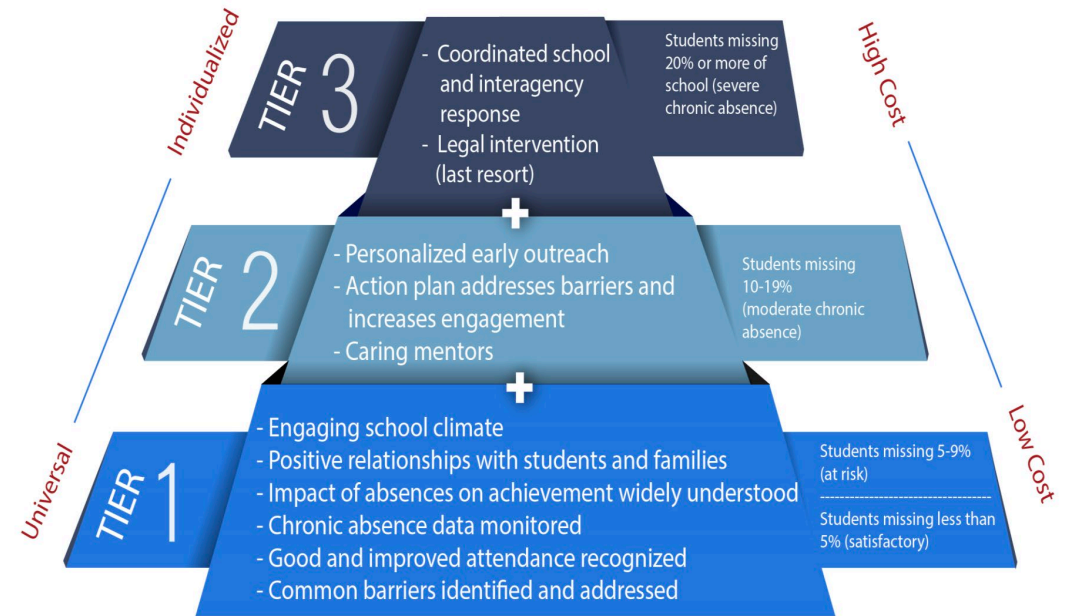 Individualized
Universal
High Cost
Low Cost
TIER 3
- Coordinated school
and interagency
response
- Legal intervention
(last resort)
Students missing
20% or more of
school (severe
chronic absence)
+
TIER 2
- Personalized early outreach
- Action plan addresses barriers and
increases engagement
- Caring mentors
Students missing
10-19%
(moderate chronic
absence)
+
TIER 1
- Engaging school climate
- Positive relationships with students and families
- Impact of absences on achievement widely understood
- Chronic absence data monitored
- Good and improved attendance recognized
- Common barriers identified and addressed
Students missing 5-9%
(at risk)
-----------------------------------
Students missing less than
5% (satisfactory)